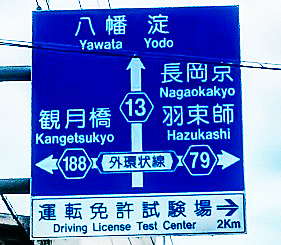 八幡 淀
Yawata Yodo
長岡京
Nagaokakyo
13
観月橋
羽束師
Kangetsukyo
Hazukashi
188 外環状線 79
運転免許試験場→
Driving License Test Center 2Km